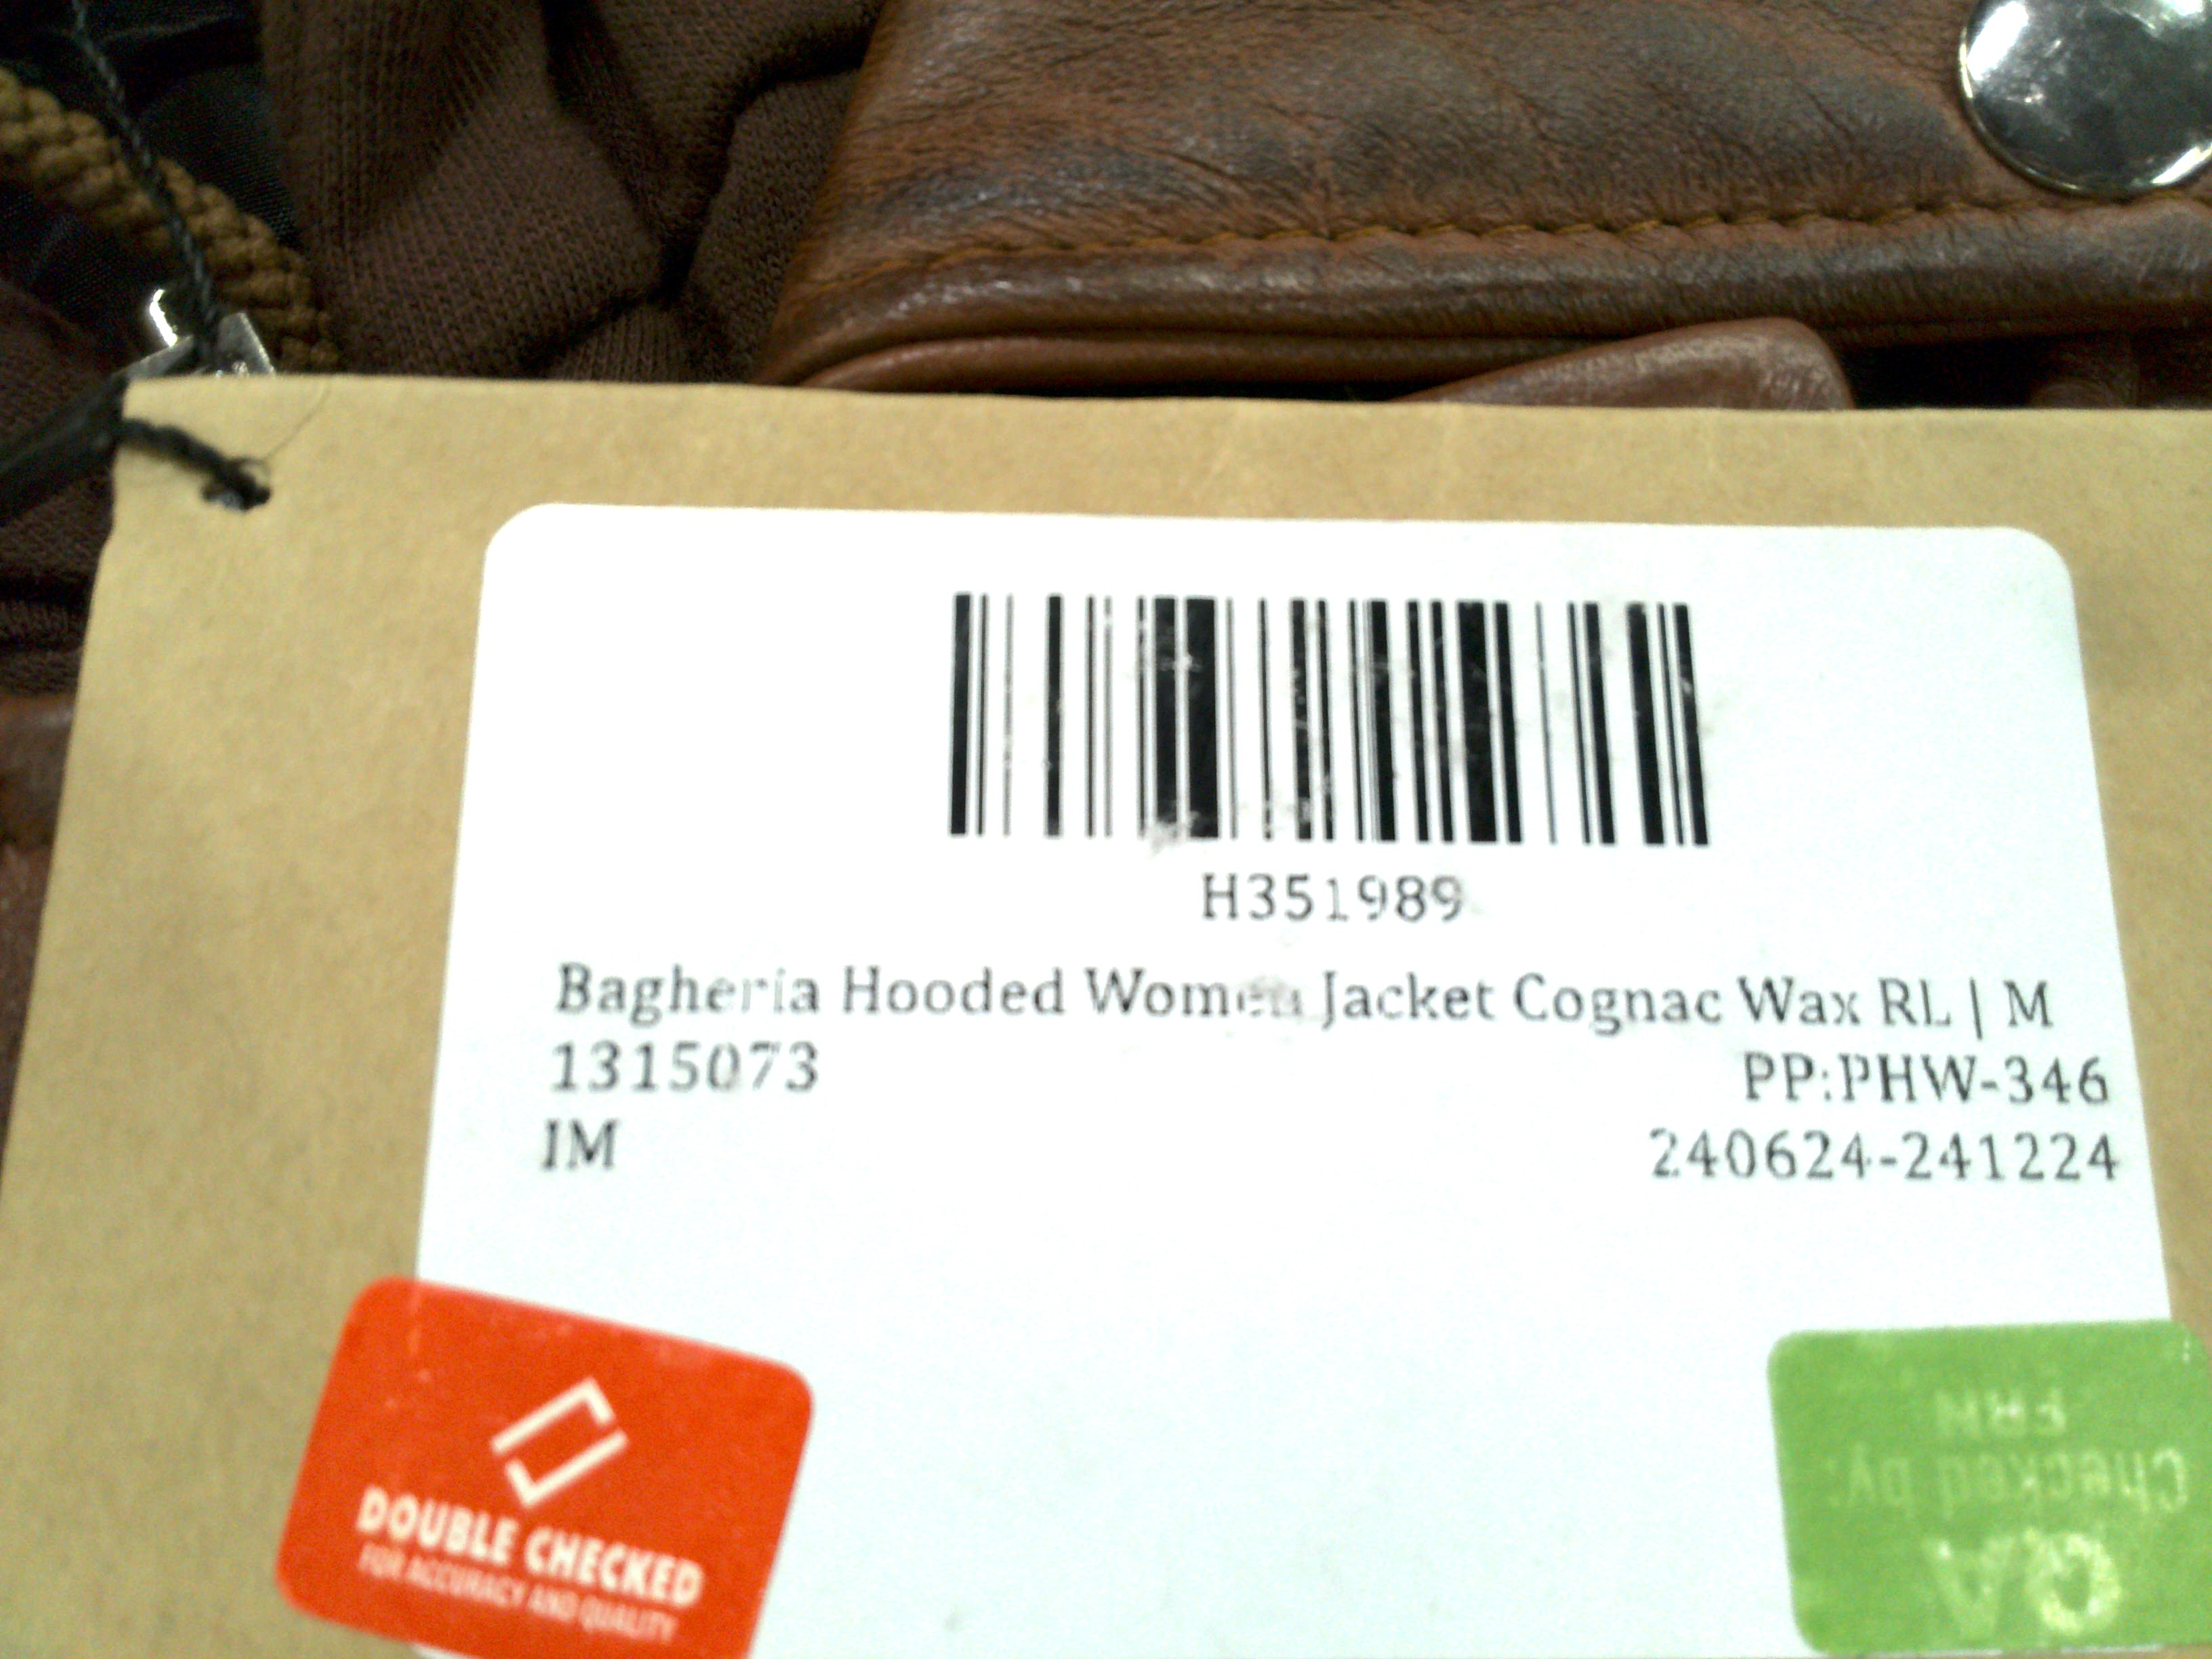 H351989
Bagheria Hooded Women Jacket Cognac Wax RL | M
1315073
PP:PHW-346
IM
240624-241224
DOUBLE CHECKED
FOR ACCURACY AND QUALITY
QA
Checked by:
FRM